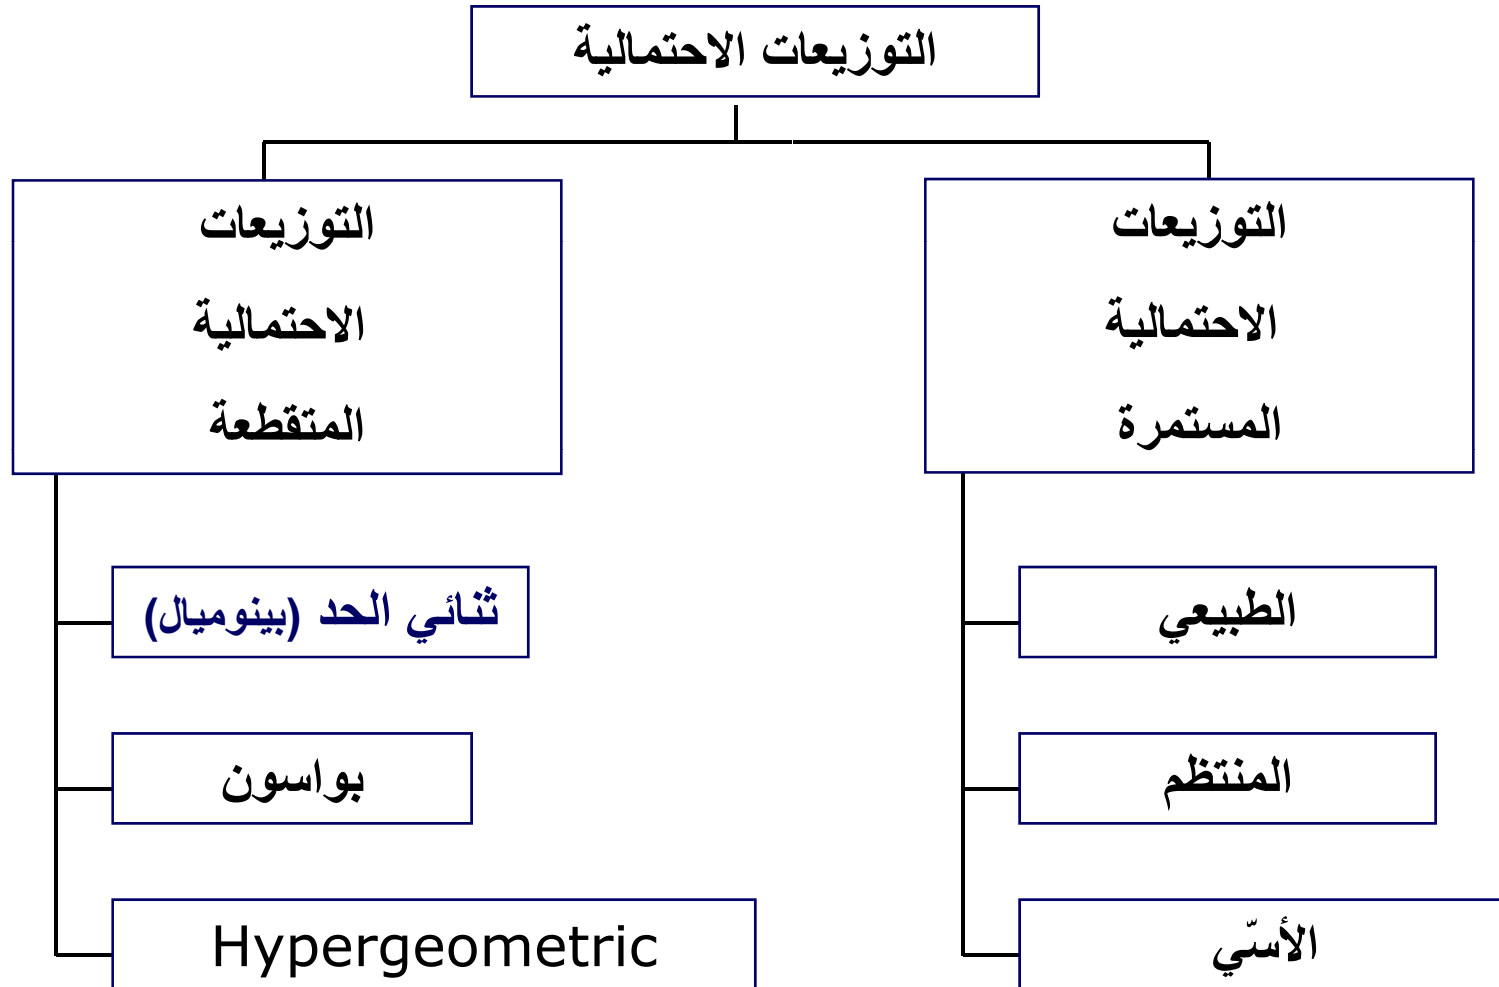 التوزيعات الاحتمالية
التوزيعات
الاحتمالية
المستمرة
الطبيعي
المنتظم
الأسّي
التوزيعات
الاحتمالية
المتقطعة
ثنائي الحد (بينوميال)
بواسون
Hypergeometric